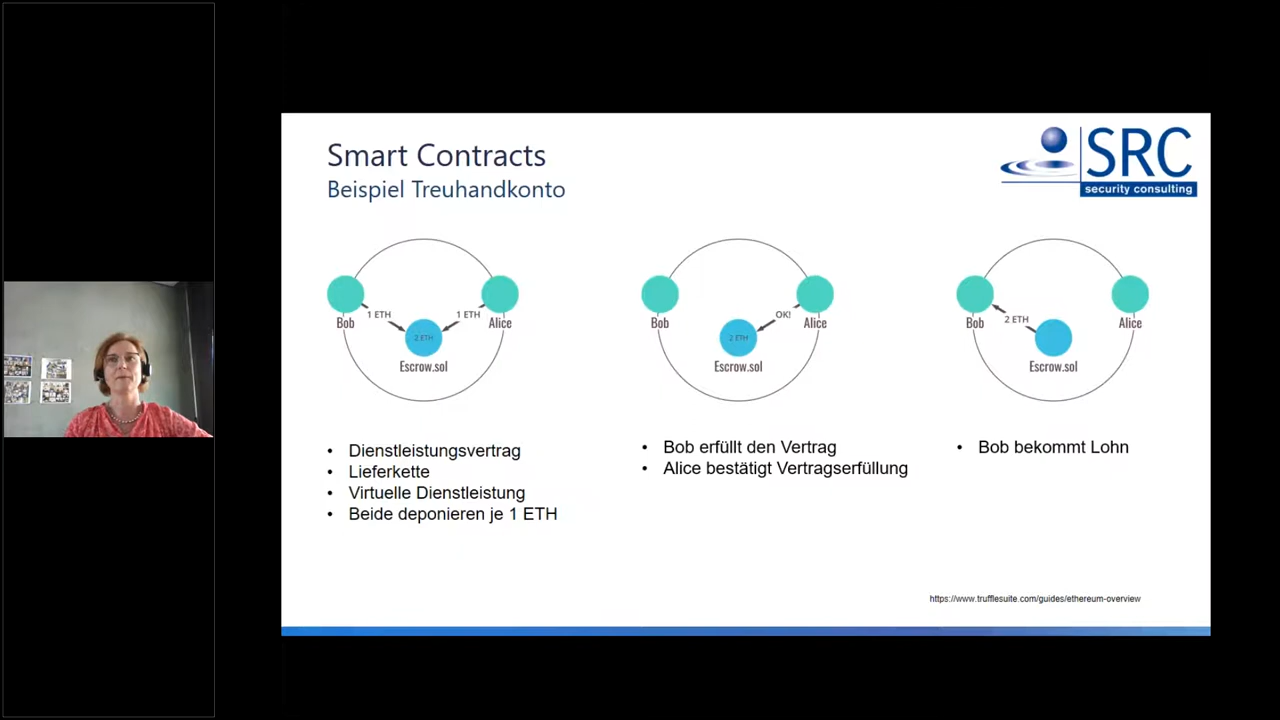 Smart Contracts
Beispiel Treuhandkonto
SRC
security consulting
1 ETH
1 ETH
Bob
Alice
2 ETH
Escrow.sol
OK!
Bob
Alice
2 ETH
Escrow.sol
2 ETH
Bob
Alice
Escrow.sol
• Dienstleistungsvertrag
• Lieferkette
• Virtuelle Dienstleistung
• Beide deponieren je 1 ETH
• Bob erfüllt den Vertrag
• Alice bestätigt Vertragserfüllung
• Bob bekommt Lohn
https://www.trufflesuite.com/guides/ethereum-overview